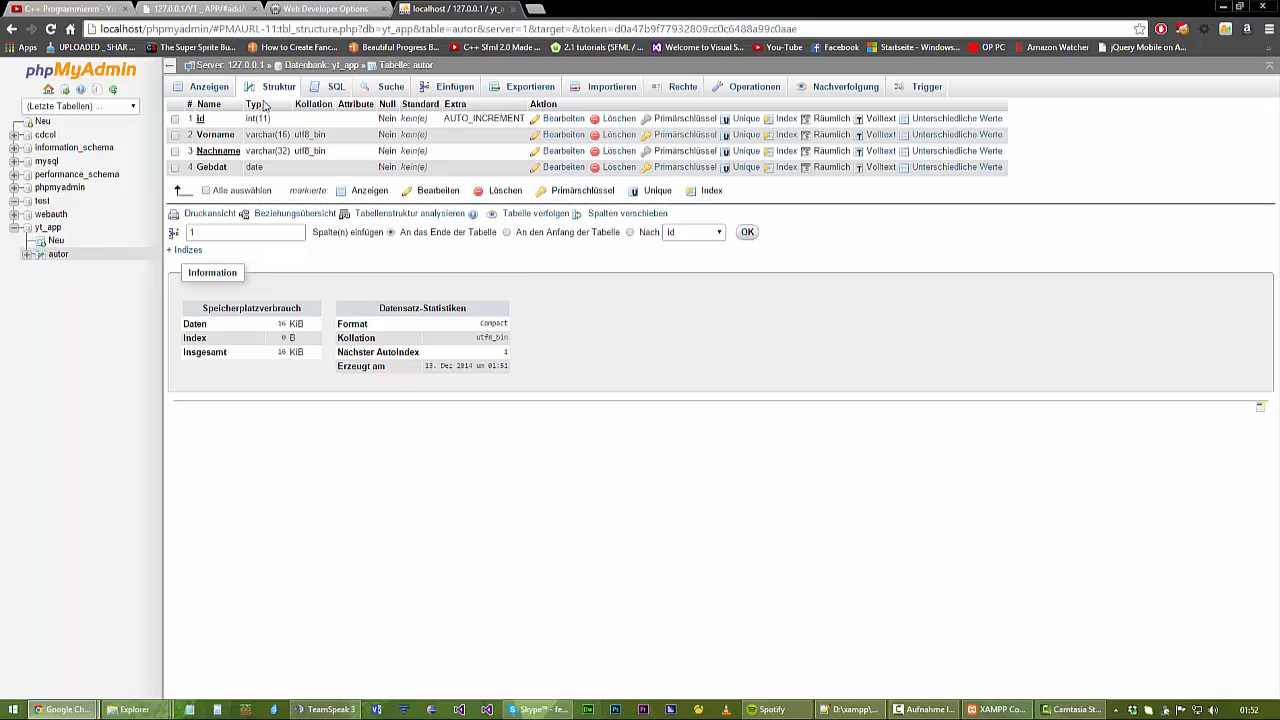 C++ Programmieren - Y 127.0.0.1/YT_APP/#add/ Web Developer Options localhost / 127.0.0.1 / yt_a
localhost/phpmyadmin/#PMAURL-11:tbl_structure.php?db=yt_app&table=autor&server=1&target=&token=d0a47b9f77932809cc0c6488a99c0aae
Apps UPLOADED _ SHAR... The Super Sprite Bu... How to Create Fanc... Beautiful Progress B... C++ Sfml 2.0 Made ... 2.1 tutorials (SFML / ... Welcome to Visual S... You-Tube Facebook Startseite - Windows... OP PC Amazon Watcher jQuery Mobile on A...
phpMyAdmin
Server: 127.0.0.1 » Datenbank: yt_app » Tabelle: autor
Anzeigen Struktur SQL Suche Einfügen Exportieren Importieren Rechte Operationen Nachverfolgung Trigger
(Letzte Tabellen) ...
Neu
cdcol
information_schema
mysql
performance_schema
phpmyadmin
test
webauth
yt_app
Neu
autor
# Name Typ Kollation Attribute Null Standard Extra Aktion
1 Id int(11) Nein kein(e) AUTO_INCREMENT Bearbeiten Löschen Primärschlüssel Unique Index Räumlich Volltext Unterschiedliche Werte
2 Vorname varchar(16) utf8_bin Nein kein(e) Bearbeiten Löschen Primärschlüssel Unique Index Räumlich Volltext Unterschiedliche Werte
3 Nachname varchar(32) utf8_bin Nein kein(e) Bearbeiten Löschen Primärschlüssel Unique Index Räumlich Volltext Unterschiedliche Werte
4 Gebdat date Nein kein(e) Bearbeiten Löschen Primärschlüssel Unique Index Räumlich Volltext Unterschiedliche Werte
Alle auswählen markierte: Anzeigen Bearbeiten Löschen Primärschlüssel Unique Index
Druckansicht Beziehungsübersicht Tabellenstruktur analysieren Tabelle verfolgen Spalten verschieben
1 Spalte(n) einfügen An das Ende der Tabelle An den Anfang der Tabelle Nach Id OK
+ Indizes
Information
Speicherplatzverbrauch
Daten 16 KiB
Index 0 B
Insgesamt 16 KiB
Datensatz-Statistiken
Format Compact
Kollation utf8_bin
Nächster AutoIndex 1
Erzeugt am 13. Dez 2014 um 01:51
Google Ch... Explorer TeamSpeak 3 Skype™ - fe... Spotify D:\xampp\... Aufnahme l... XAMPP Co... Camtasia St... 01:52